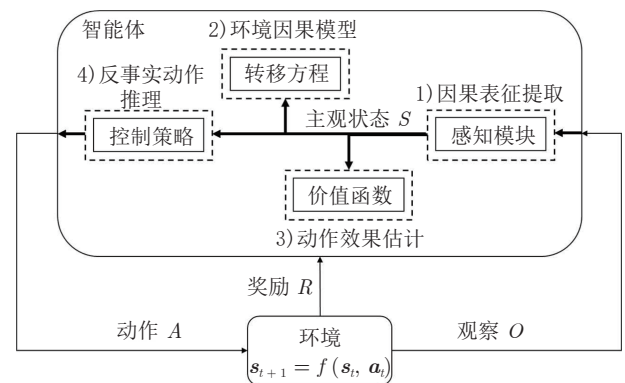 智能体
2)环境因果模型
转移方程
4)反事实动作
推理
控制策略
1)因果表征提取
主观状态 S
感知模块
价值函数
3)动作效果估计
奖励 R
动作 A
观察 O
环境
s_{t+1} = f(s_t, a_t)